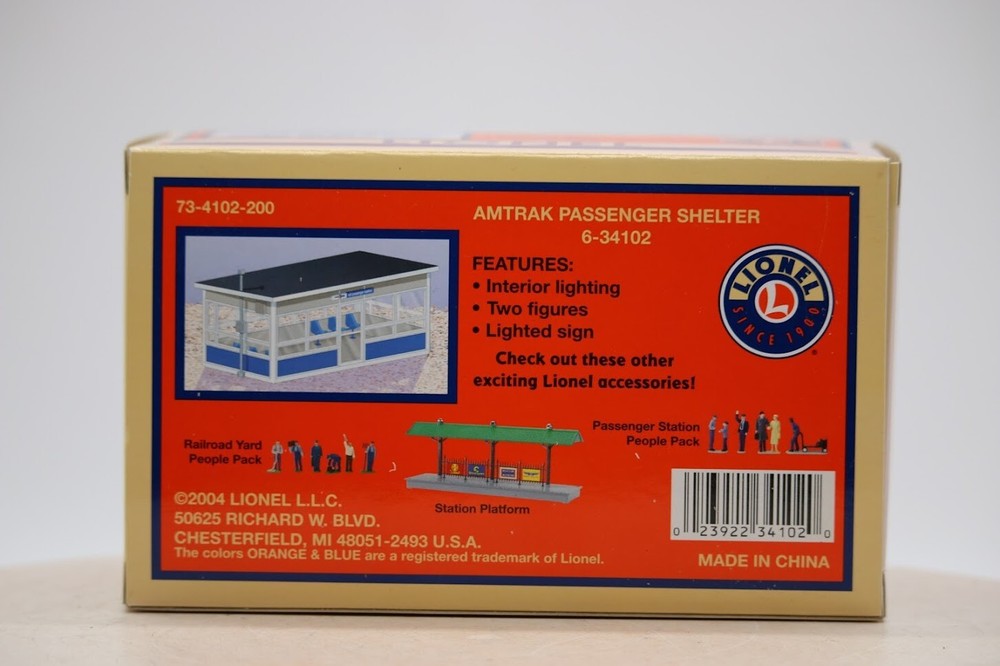 73-4102-200
AMTRAK PASSENGER SHELTER
6-34102
FEATURES:
• Interior lighting
• Two figures
• Lighted sign
Check out these other
exciting Lionel accessories!
LIONEL
L
SINCE 1900
®
Railroad Yard
People Pack
Station Platform
Passenger Station
People Pack
©2004 LIONEL L.L.C.
50625 RICHARD W. BLVD.
CHESTERFIELD, MI 48051-2493 U.S.A.
The colors ORANGE & BLUE are a registered trademark of Lionel.
0 23922 34102 0
MADE IN CHINA